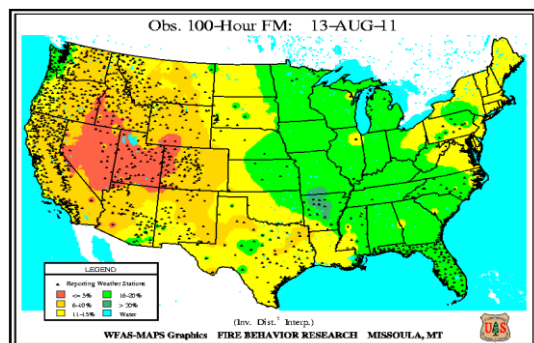 Obs. 100-Hour FM: 13-AUG-11
LEGEND
Reporting Weather Stations
<= 5%
16-20%
6-10%
> 20%
11-15%
Water
(Inv. Dist.² Interp.)
WFAS-MAPS Graphics FIRE BEHAVIOR RESEARCH MISSOULA, MT
UAS